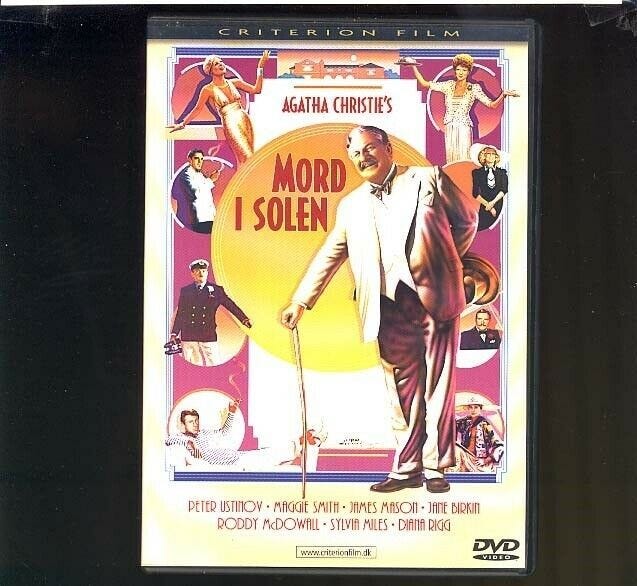 CRITERION FILM
AGATHA CHRISTIE'S
MORD
I SOLEN
PETER USTINOV • MAGGIE SMITH • JAMES MASON • JANE BIRKIN
RODDY McDOWALL • SYLVIA MILES • DIANA RIGG
www.criterionfilm.dk
DVD
VIDEO